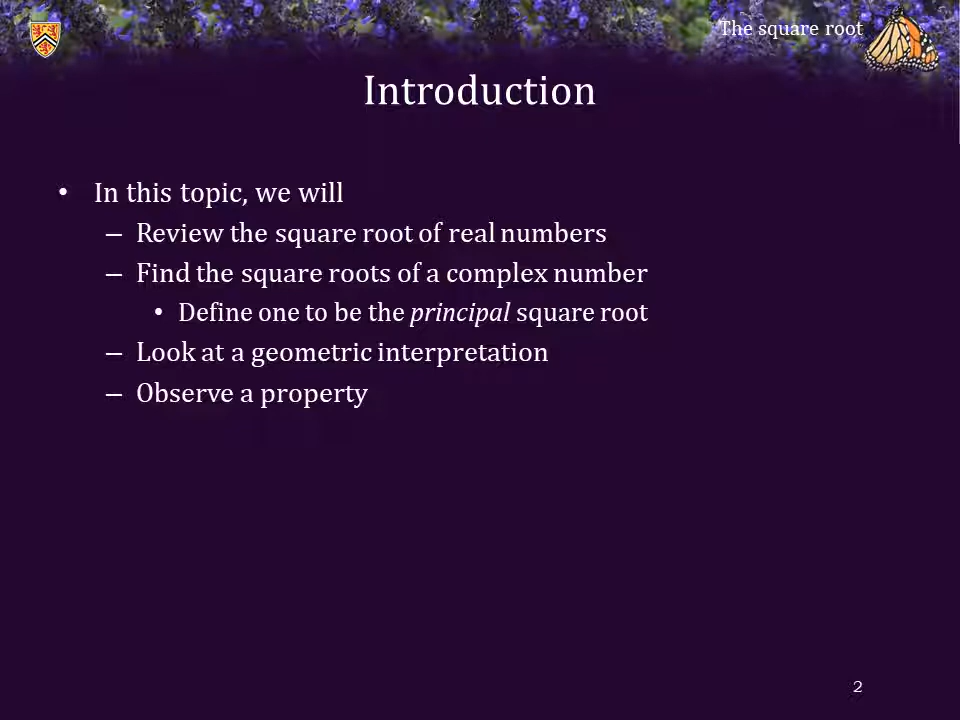 The square root
Introduction
• In this topic, we will
– Review the square root of real numbers
– Find the square roots of a complex number
• Define one to be the principal square root
– Look at a geometric interpretation
– Observe a property
2